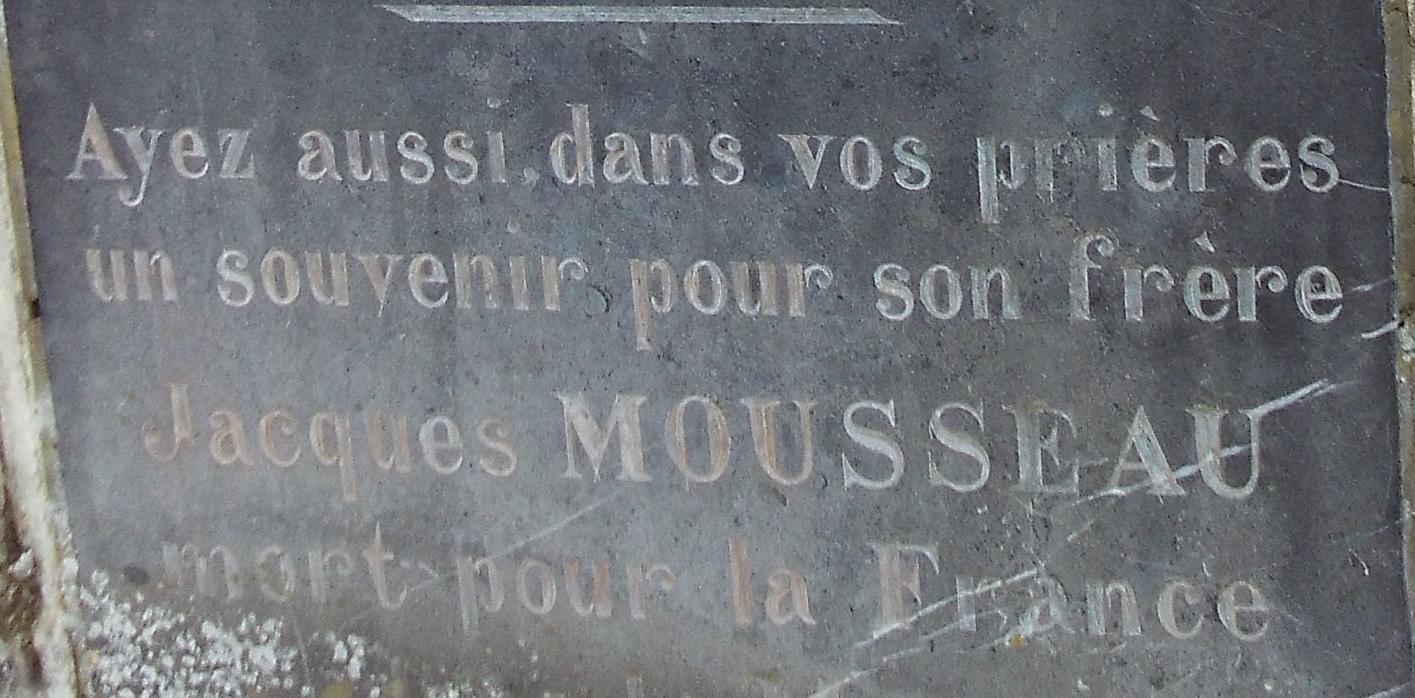 Ayez aussi dans vos prières
un souvenir pour son frère
Jacques MOUSSEAU
mort pour la France